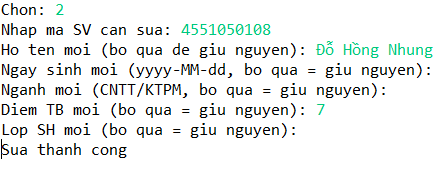 Chon: 2
Nhap ma SV can sua: 4551050108
Ho ten moi (bo qua de giu nguyen): Đỗ Hồng Nhung
Ngay sinh moi (yyyy-MM-dd, bo qua = giu nguyen):
Nganh moi (CNTT/KTPM, bo qua = giu nguyen):
Diem TB moi (bo qua = giu nguyen): 7
Lop SH moi (bo qua = giu nguyen):
Sua thanh cong